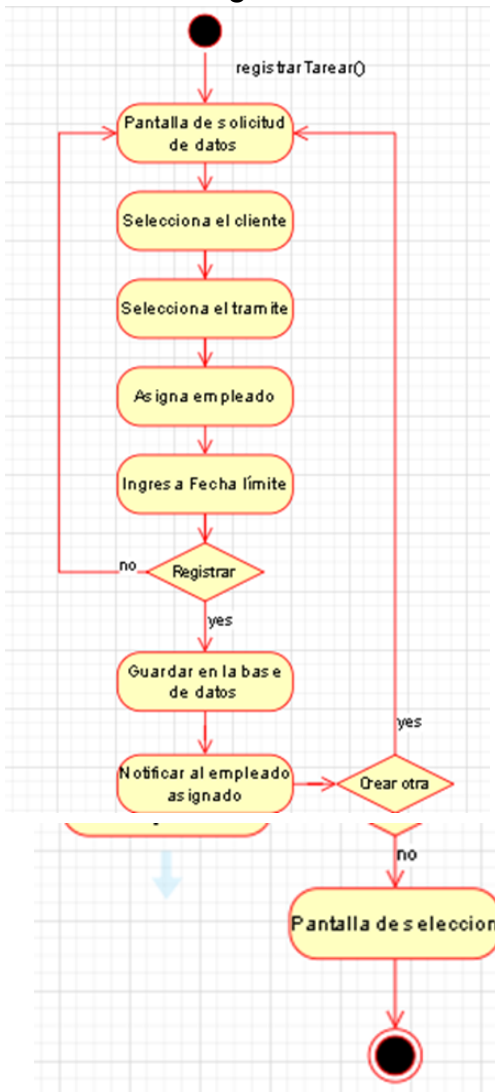 registrarTarear()
Pantalla de solicitud
de datos
Selecciona el cliente
Selecciona el tramite
Asigna empleado
Ingresa Fecha límite
no
Registrar
yes
Guardar en la base
de datos
yes
Notificar al empleado
asignado
Crear otra
no
Pantalla de seleccion